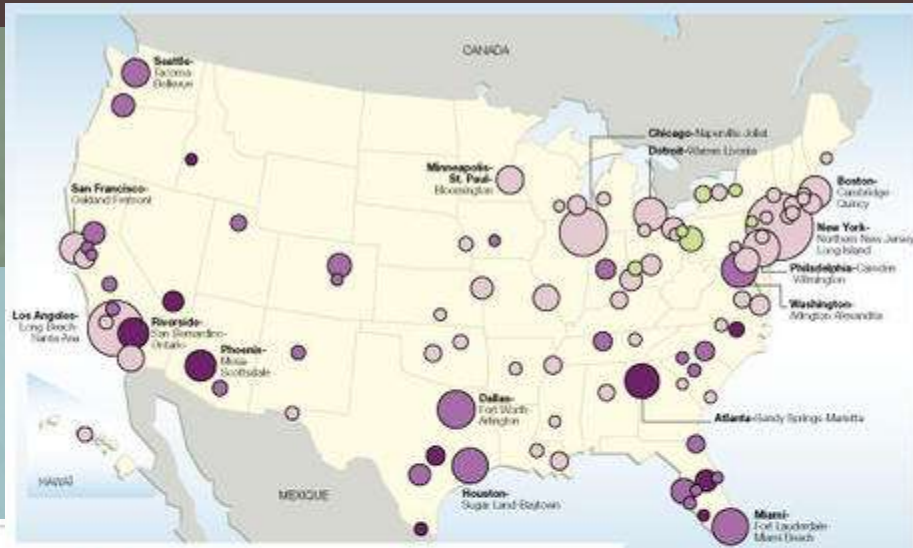 CANADA
Seattle-
Tacoma
Bellevue
Chicago-Naperville-Joliet
Detroit-Warren-Livonia
Minneapolis-
St. Paul-
Bloomington
San Francisco-
Oakland Fremont
Boston-
Cambridge
Quincy
New York-
Northern New Jersey
Long Island
Philadelphia-Camden
Wilmington
Washington-
Arlington-Alexandria
Los Angeles-
Long Beach-
Santa Ana
Riverside-
San Bernardino-
Ontario
Phoenix-
Mesa-
Scottsdale
Dallas-
Fort Worth-
Arlington
Atlanta-Sandy Springs-Marietta
HAWAÏ
MEXIQUE
Houston-
Sugar Land-Baytown
Miami-
Fort Lauderdale-
Miami Beach